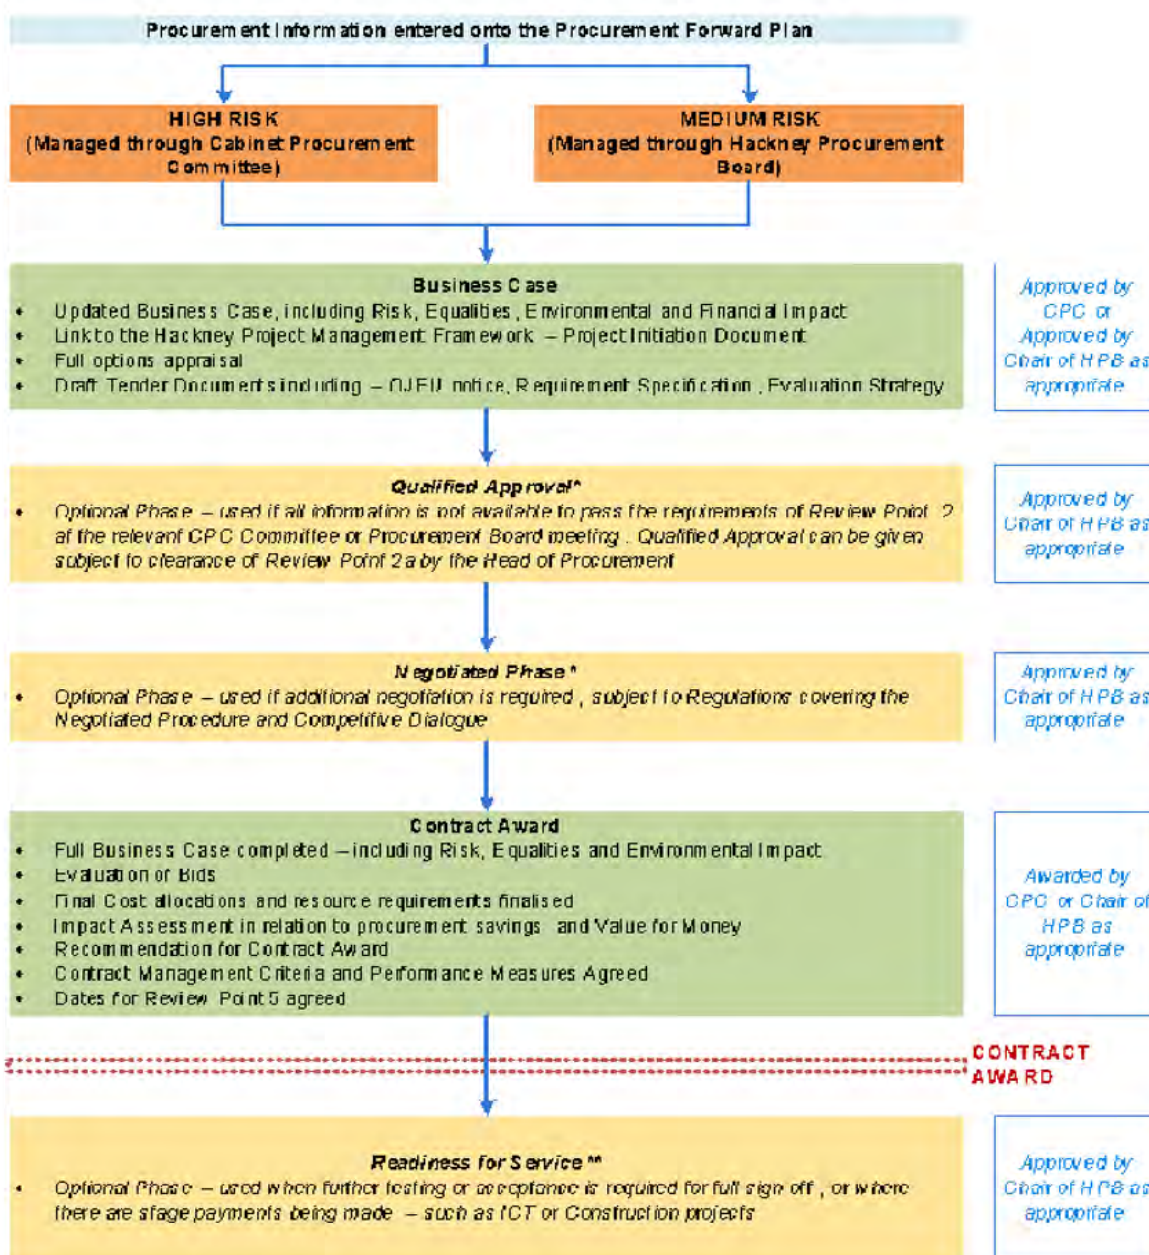 Procurement Information entered onto the Procurement Forward Plan
HIGH RISK
(Managed through Cabinet Procurement
Committee)
MEDIUM RISK
(Managed through Hackney Procurement
Board)
Business Case
• Updated Business Case, including Risk, Equalities, Environmental and Financial Impact
• Link to the Hackney Project Management Framework – Project Initiation Document
• Full options appraisal
• Draft Tender Documents including – OJEU notice, Requirement Specification, Evaluation Strategy
Approved by
CPC or
Approved by
Chair of HPB as
appropriate
Qualified Approval*
• Optional Phase – used if all information is not available to pass the requirements of Review Point 2
at the relevant CPC Committee or Procurement Board meeting. Qualified Approval can be given
subject to clearance of Review Point 2a by the Head of Procurement
Approved by
Chair of HPB as
appropriate
Negotiated Phase*
• Optional Phase – used if additional negotiation is required, subject to Regulations covering the
Negotiated Procedure and Competitive Dialogue
Approved by
Chair of HPB as
appropriate
Contract Award
• Full Business Case completed – including Risk, Equalities and Environmental Impact
• Evaluation of Bids
• Final Cost allocations and resource requirements finalised
• Impact Assessment in relation to procurement savings and Value for Money
• Recommendation for Contract Award
• Contract Management Criteria and Performance Measures Agreed
• Dates for Review Point 5 agreed
Awarded by
CPC or Chair of
HPB as
appropriate
CONTRACT
AWARD
Readiness for Service**
• Optional Phase – used when further testing or acceptance is required for full sign off, or where
there are stage payments being made – such as ICT or Construction projects
Approved by
Chair of HPB as
appropriate